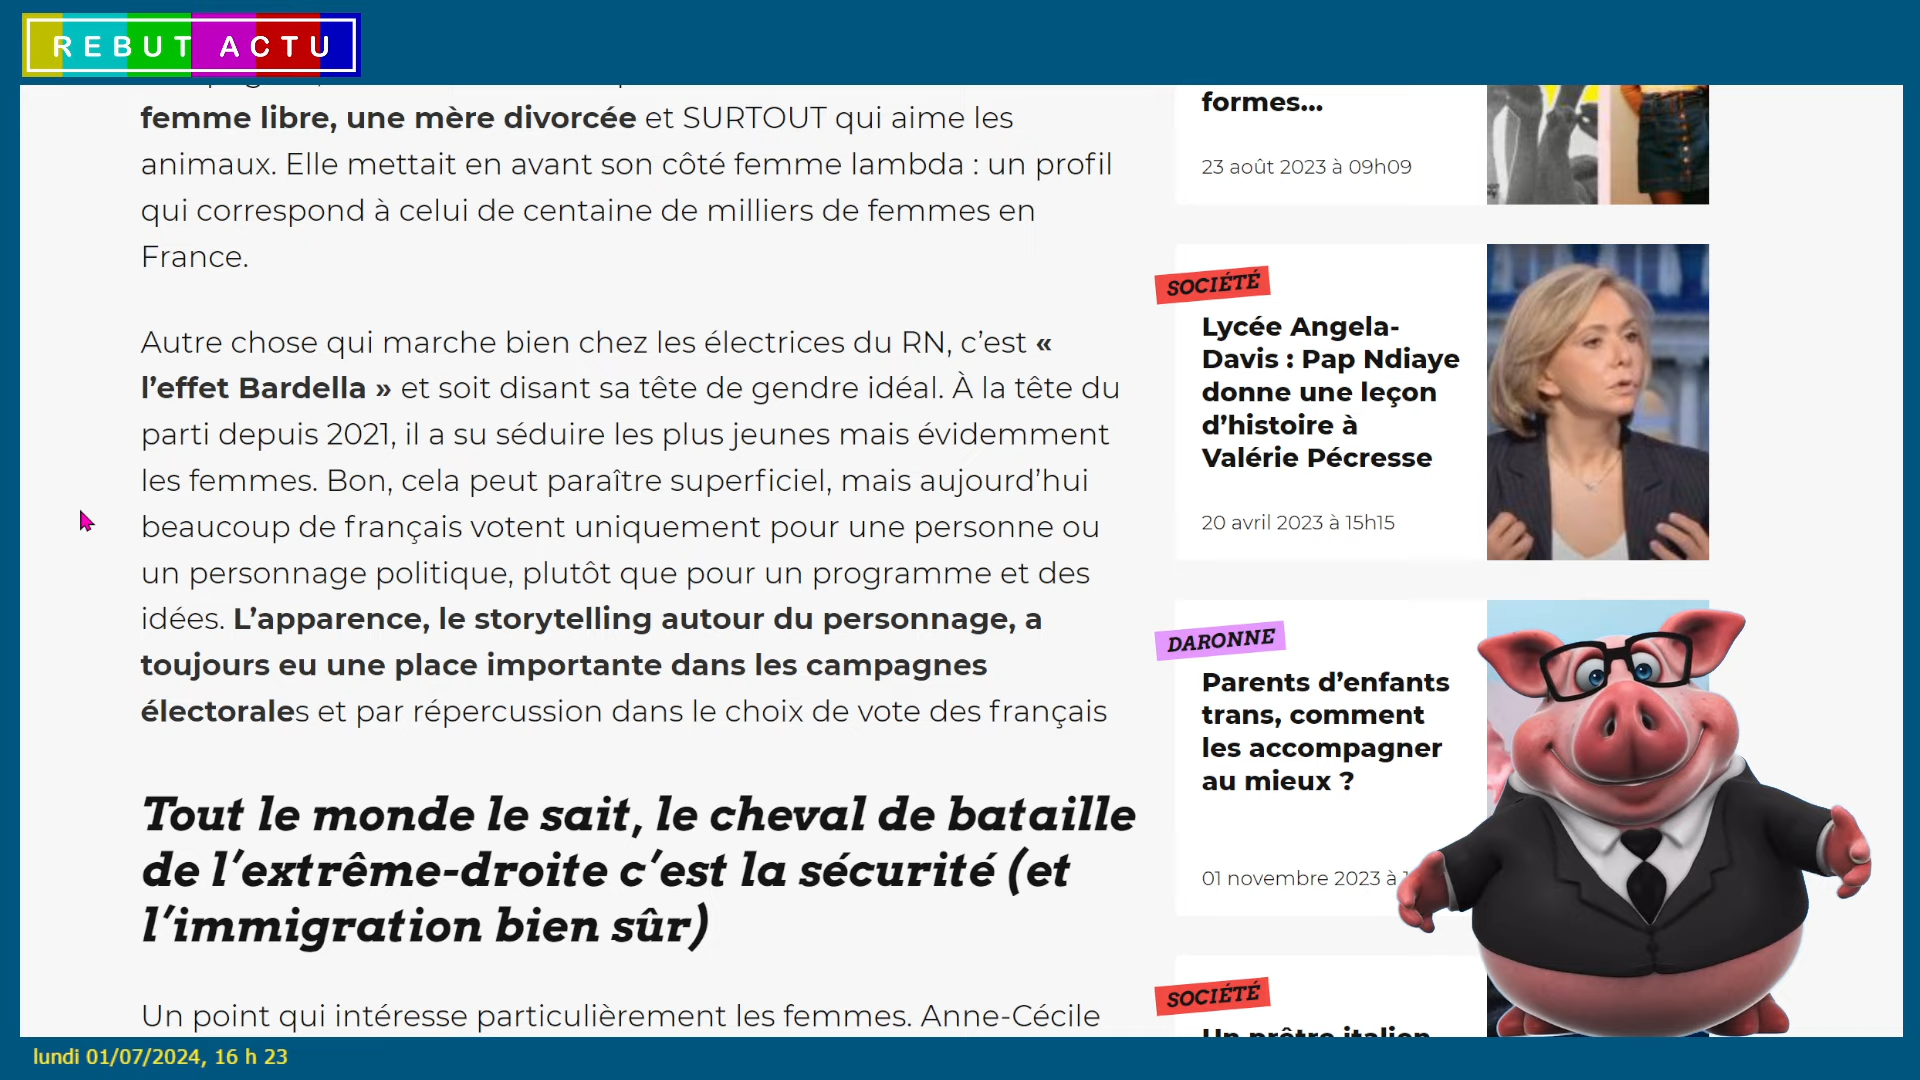 REBUT ACTU
femme libre, une mère divorcée et SURTOUT qui aime les
animaux. Elle mettait en avant son côté femme lambda : un profil
qui correspond à celui de centaine de milliers de femmes en
France.
Autre chose qui marche bien chez les électrices du RN, c’est «
l’effet Bardella » et soit disant sa tête de gendre idéal. À la tête du
parti depuis 2021, il a su séduire les plus jeunes mais évidemment
les femmes. Bon, cela peut paraître superficiel, mais aujourd’hui
beaucoup de français votent uniquement pour une personne ou
un personnage politique, plutôt que pour un programme et des
idées. L’apparence, le storytelling autour du personnage, a
toujours eu une place importante dans les campagnes
électorales et par répercussion dans le choix de vote des français
Tout le monde le sait, le cheval de bataille
de l’extrême-droite c’est la sécurité (et
l’immigration bien sûr)
Un point qui intéresse particulièrement les femmes. Anne-Cécile
formes...
23 août 2023 à 09h09
SOCIÉTÉ
Lycée Angela-
Davis : Pap Ndiaye
donne une leçon
d’histoire à
Valérie Pécresse
20 avril 2023 à 15h15
DARONNE
Parents d’enfants
trans, comment
les accompagner
au mieux ?
01 novembre 2023 à
SOCIÉTÉ
Un prêtre italien
lundi 01/07/2024, 16 h 23